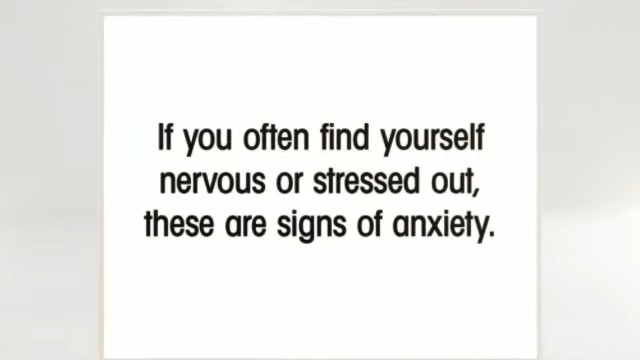 If you often find yourself
nervous or stressed out,
these are signs of anxiety.